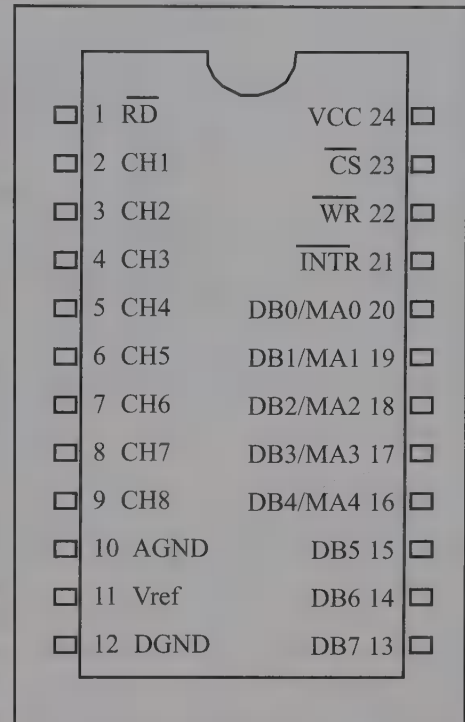 1 RD
2 CH1
3 CH2
4 CH3
5 CH4
6 CH5
7 CH6
8 CH7
9 CH8
10 AGND
11 Vref
12 DGND
VCC 24
CS 23
WR 22
INTR 21
DB0/MA0 20
DB1/MA1 19
DB2/MA2 18
DB3/MA3 17
DB4/MA4 16
DB5 15
DB6 14
DB7 13